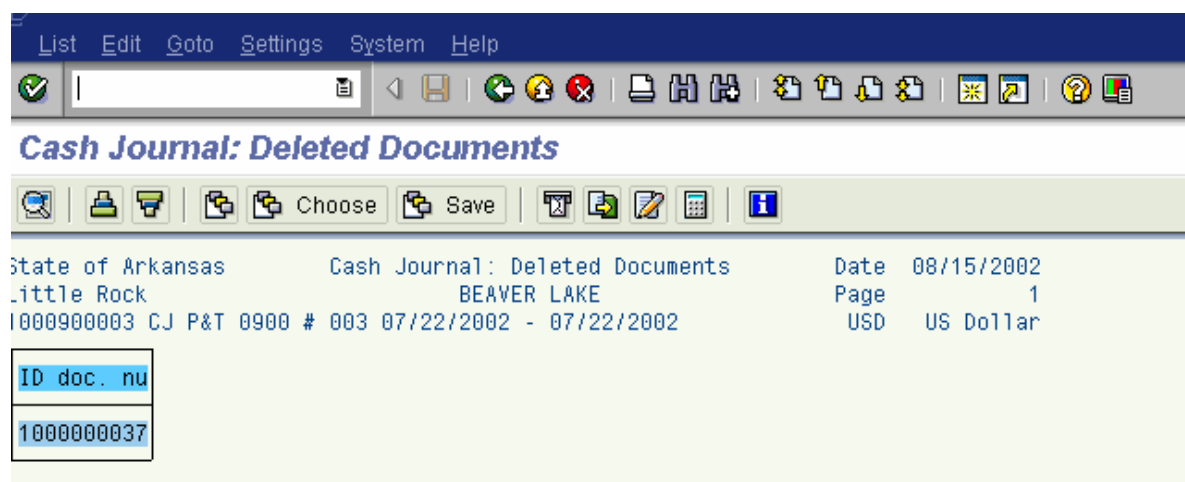 List Edit Goto Settings System Help
Cash Journal: Deleted Documents
Choose Save
State of Arkansas Cash Journal: Deleted Documents Date 08/15/2002
Little Rock BEAVER LAKE Page 1
1000900003 CJ P&T 0900 # 003 07/22/2002 - 07/22/2002 USD US Dollar
ID doc. nu
1000000037